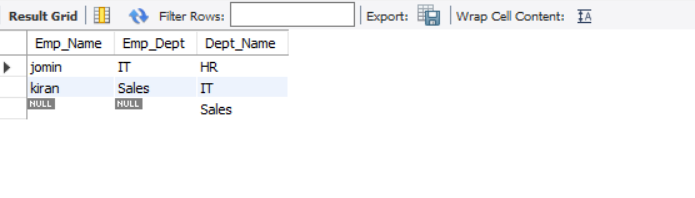 Result Grid Filter Rows: Export: Wrap Cell Content: IA
Emp_Name Emp_Dept Dept_Name
jomin IT HR
kiran Sales IT
NULL NULL Sales